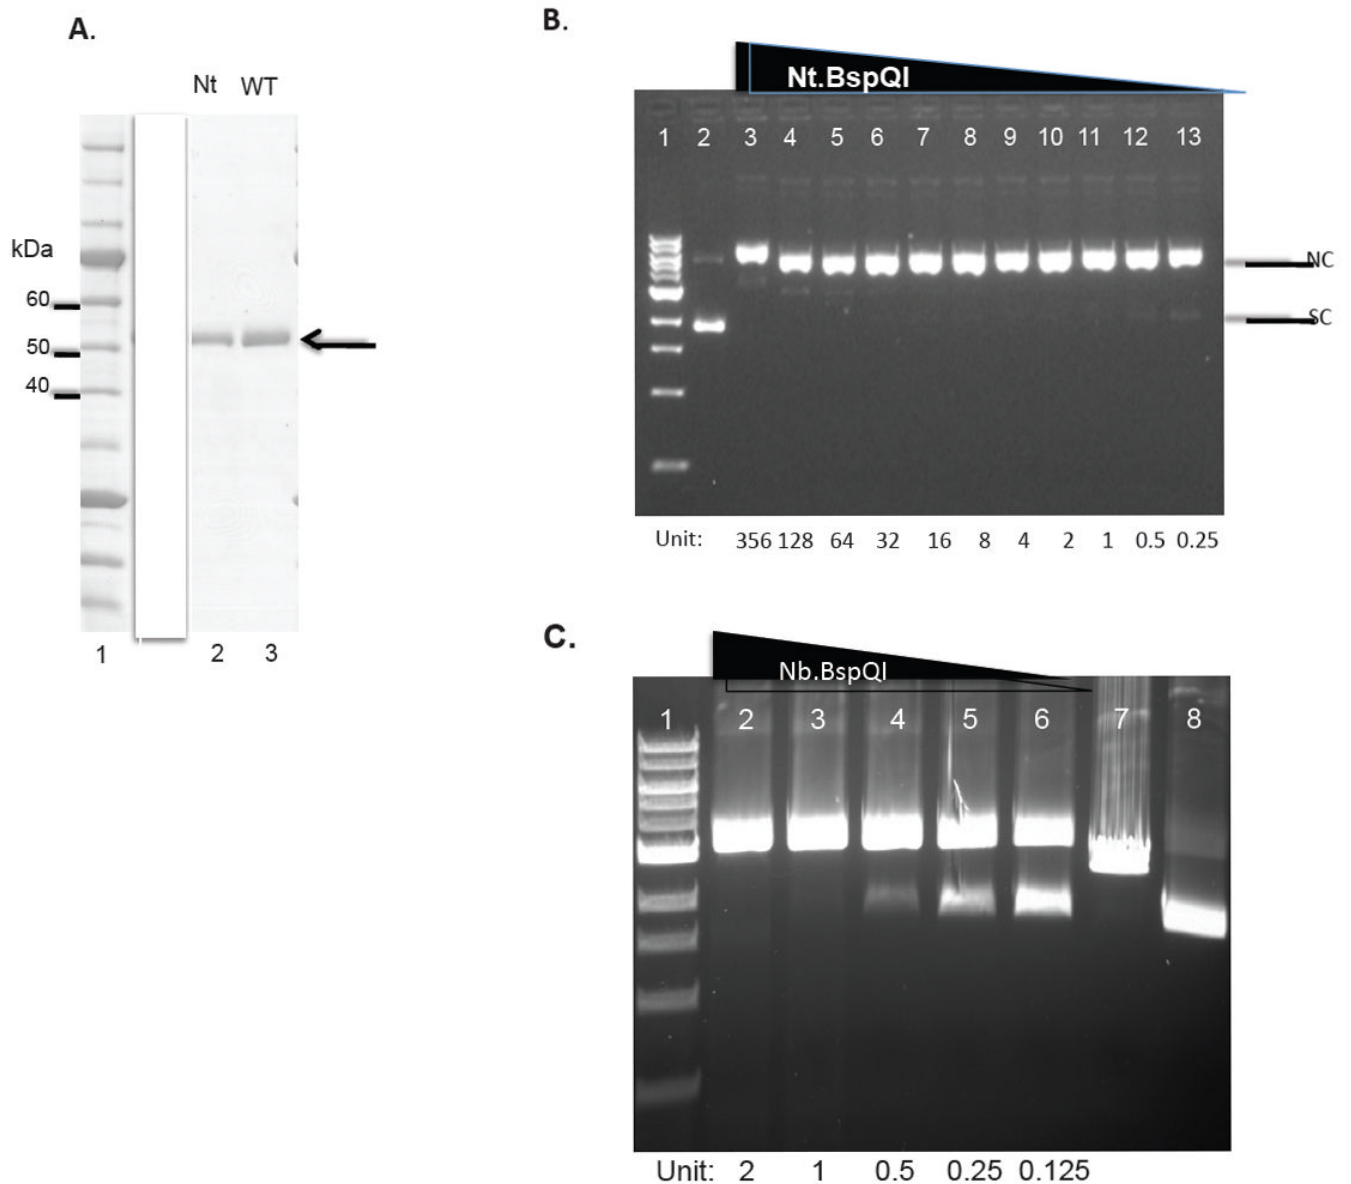 A.
Nt WT
kDa
60
50
40
1 2 3
B.
Nt.BspQI
1 2 3 4 5 6 7 8 9 10 11 12 13
NC
SC
Unit: 356 128 64 32 16 8 4 2 1 0.5 0.25
C.
Nb.BspQI
1 2 3 4 5 6 7 8
Unit: 2 1 0.5 0.25 0.125